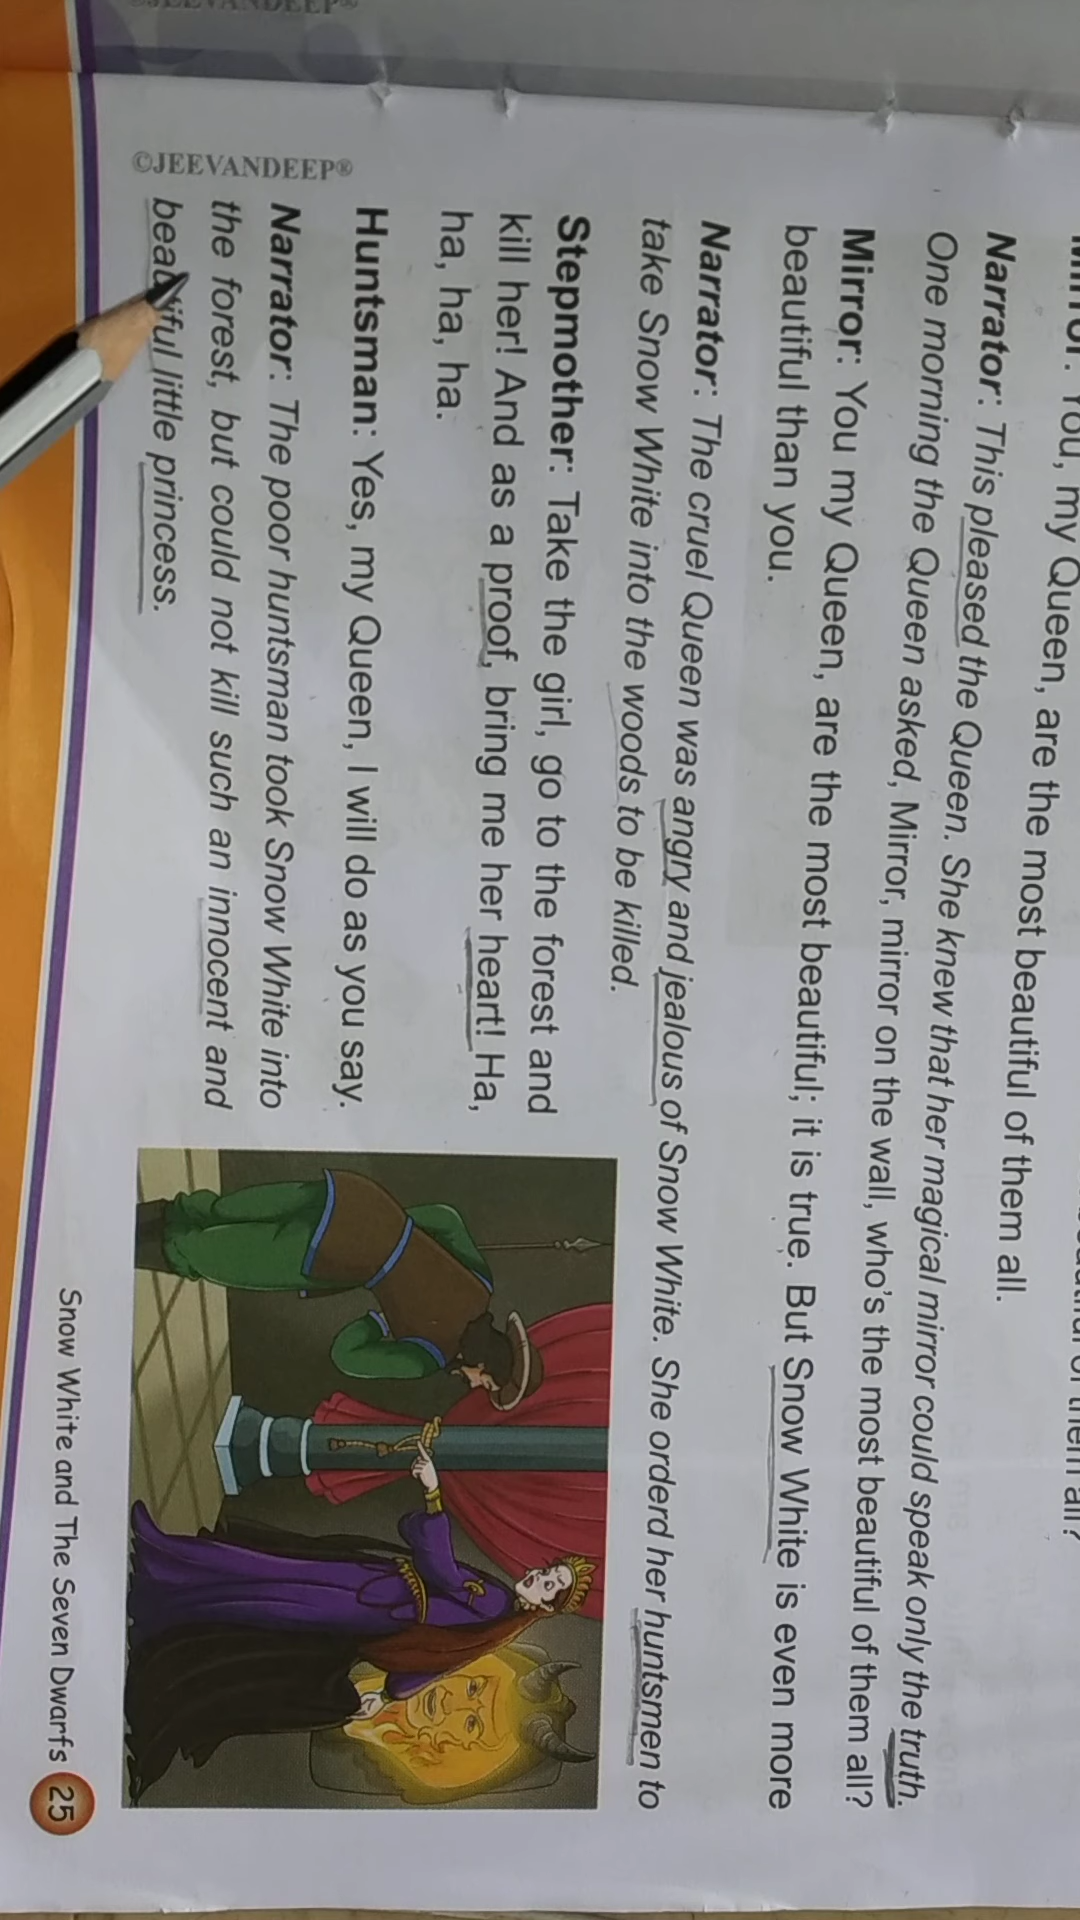 You, my Queen, are the most beautiful of them all.
Narrator: This pleased the Queen. She knew that her magical mirror could speak only the truth.
One morning the Queen asked, Mirror, mirror on the wall, who's the most beautiful of them all?
Mirror: You my Queen, are the most beautiful; it is true. But Snow White is even more
beautiful than you.
Narrator: The cruel Queen was angry and jealous of Snow White. She orderd her huntsmen to
take Snow White into the woods to be killed.
Stepmother: Take the girl, go to the forest and
kill her! And as a proof, bring me her heart! Ha,
ha, ha, ha.
Huntsman: Yes, my Queen, I will do as you say.
Narrator: The poor huntsman took Snow White into
the forest, but could not kill such an innocent and
beautiful little princess.
©JEEVANDEEP®
Snow White and The Seven Dwarfs 25